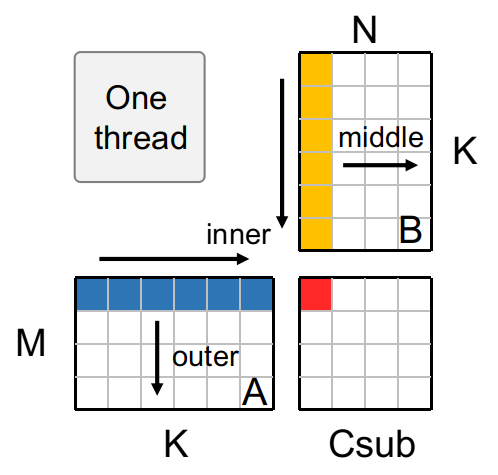 N
One
thread
middle
K
B
inner
M
outer
A
K
Csub